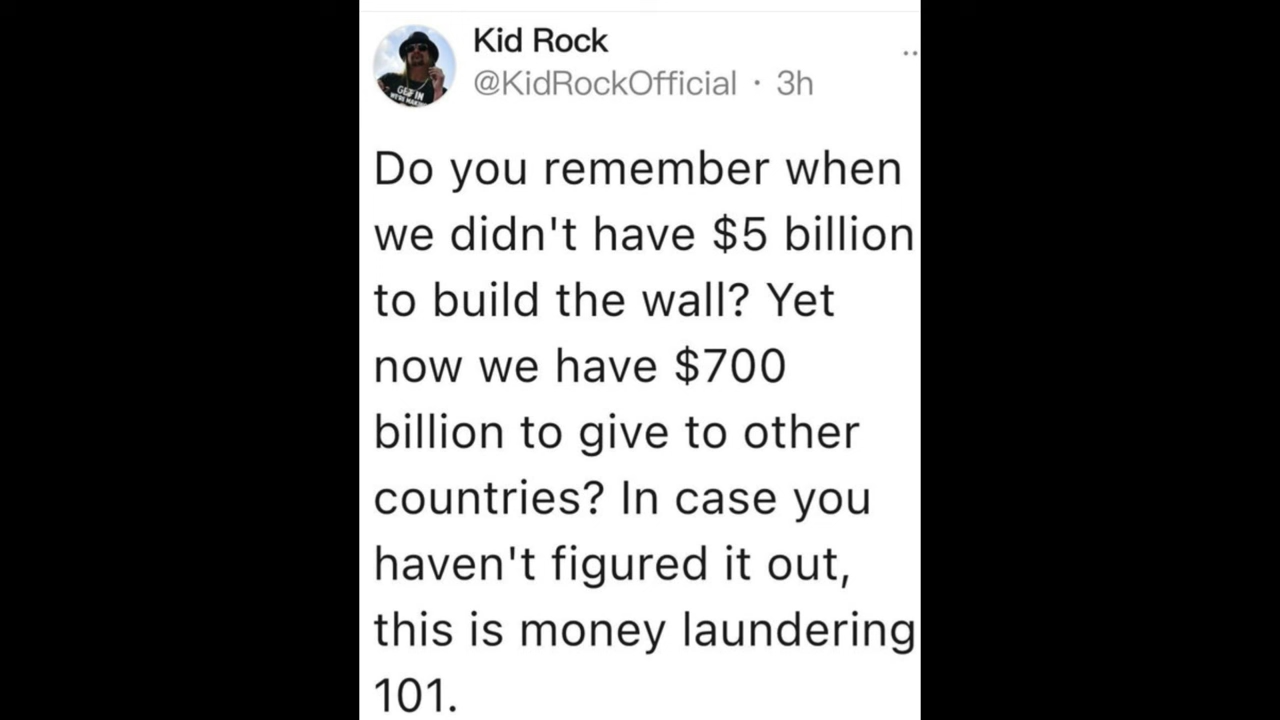 Kid Rock
@KidRockOfficial · 3h
Do you remember when
we didn't have $5 billion
to build the wall? Yet
now we have $700
billion to give to other
countries? In case you
haven't figured it out,
this is money laundering
101.